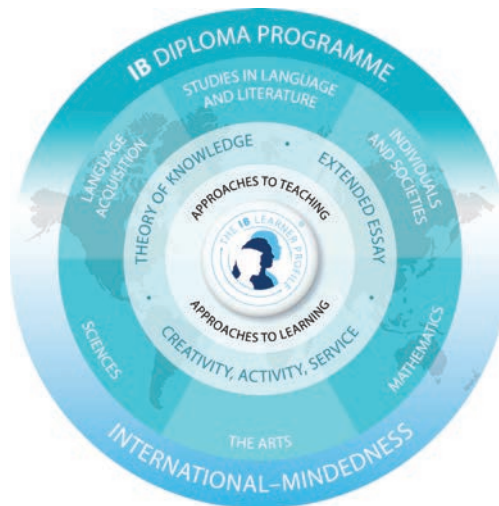 IB DIPLOMA PROGRAMME
STUDIES IN LANGUAGE
AND LITERATURE
LANGUAGE
ACQUISITION
INDIVIDUALS
AND SOCIETIES
THEORY OF KNOWLEDGE
•
EXTENDED ESSAY
APPROACHES TO TEACHING
THE IB LEARNER PROFILE
®
APPROACHES TO LEARNING
•
•
CREATIVITY, ACTIVITY, SERVICE
SCIENCES
MATHEMATICS
THE ARTS
INTERNATIONAL–MINDEDNESS